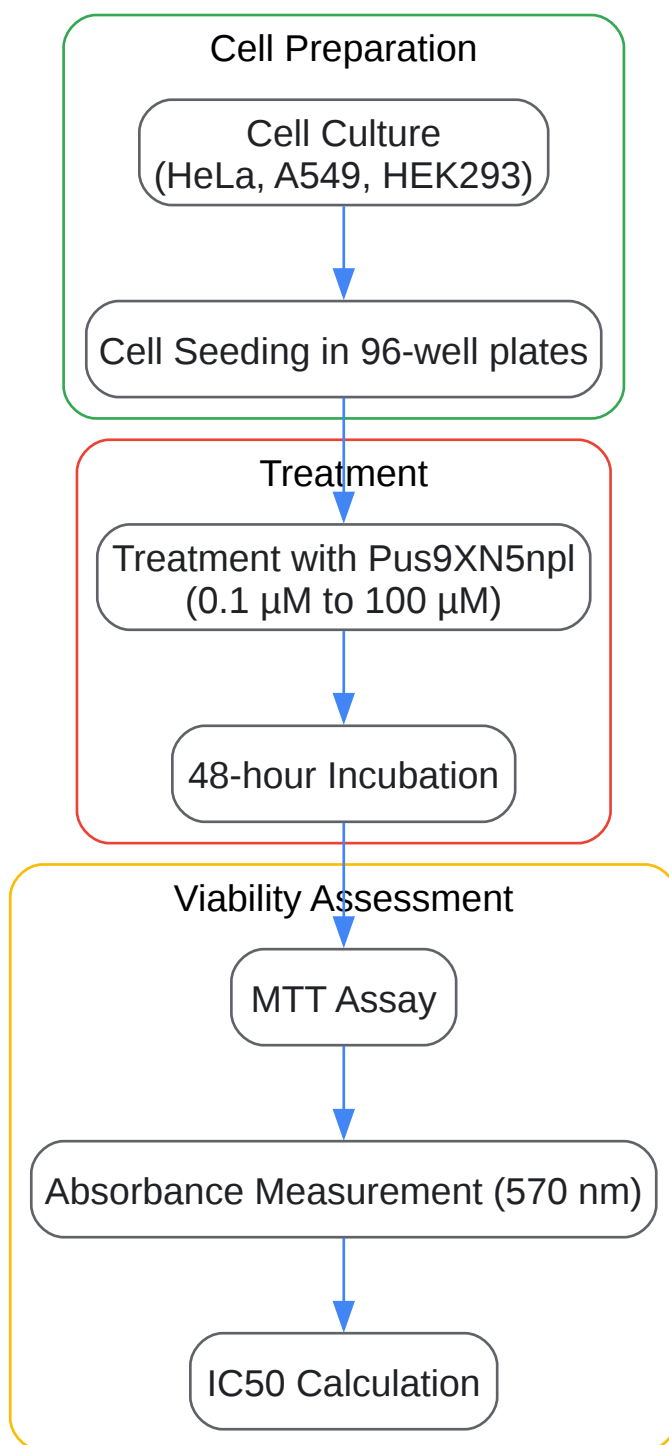 Cell Preparation
Cell Culture
(HeLa, A549, HEK293)
Cell Seeding in 96-well plates
Treatment
Treatment with Pus9XN5npl
(0.1 µM to 100 µM)
48-hour Incubation
Viability Assessment
MTT Assay
Absorbance Measurement (570 nm)
IC50 Calculation